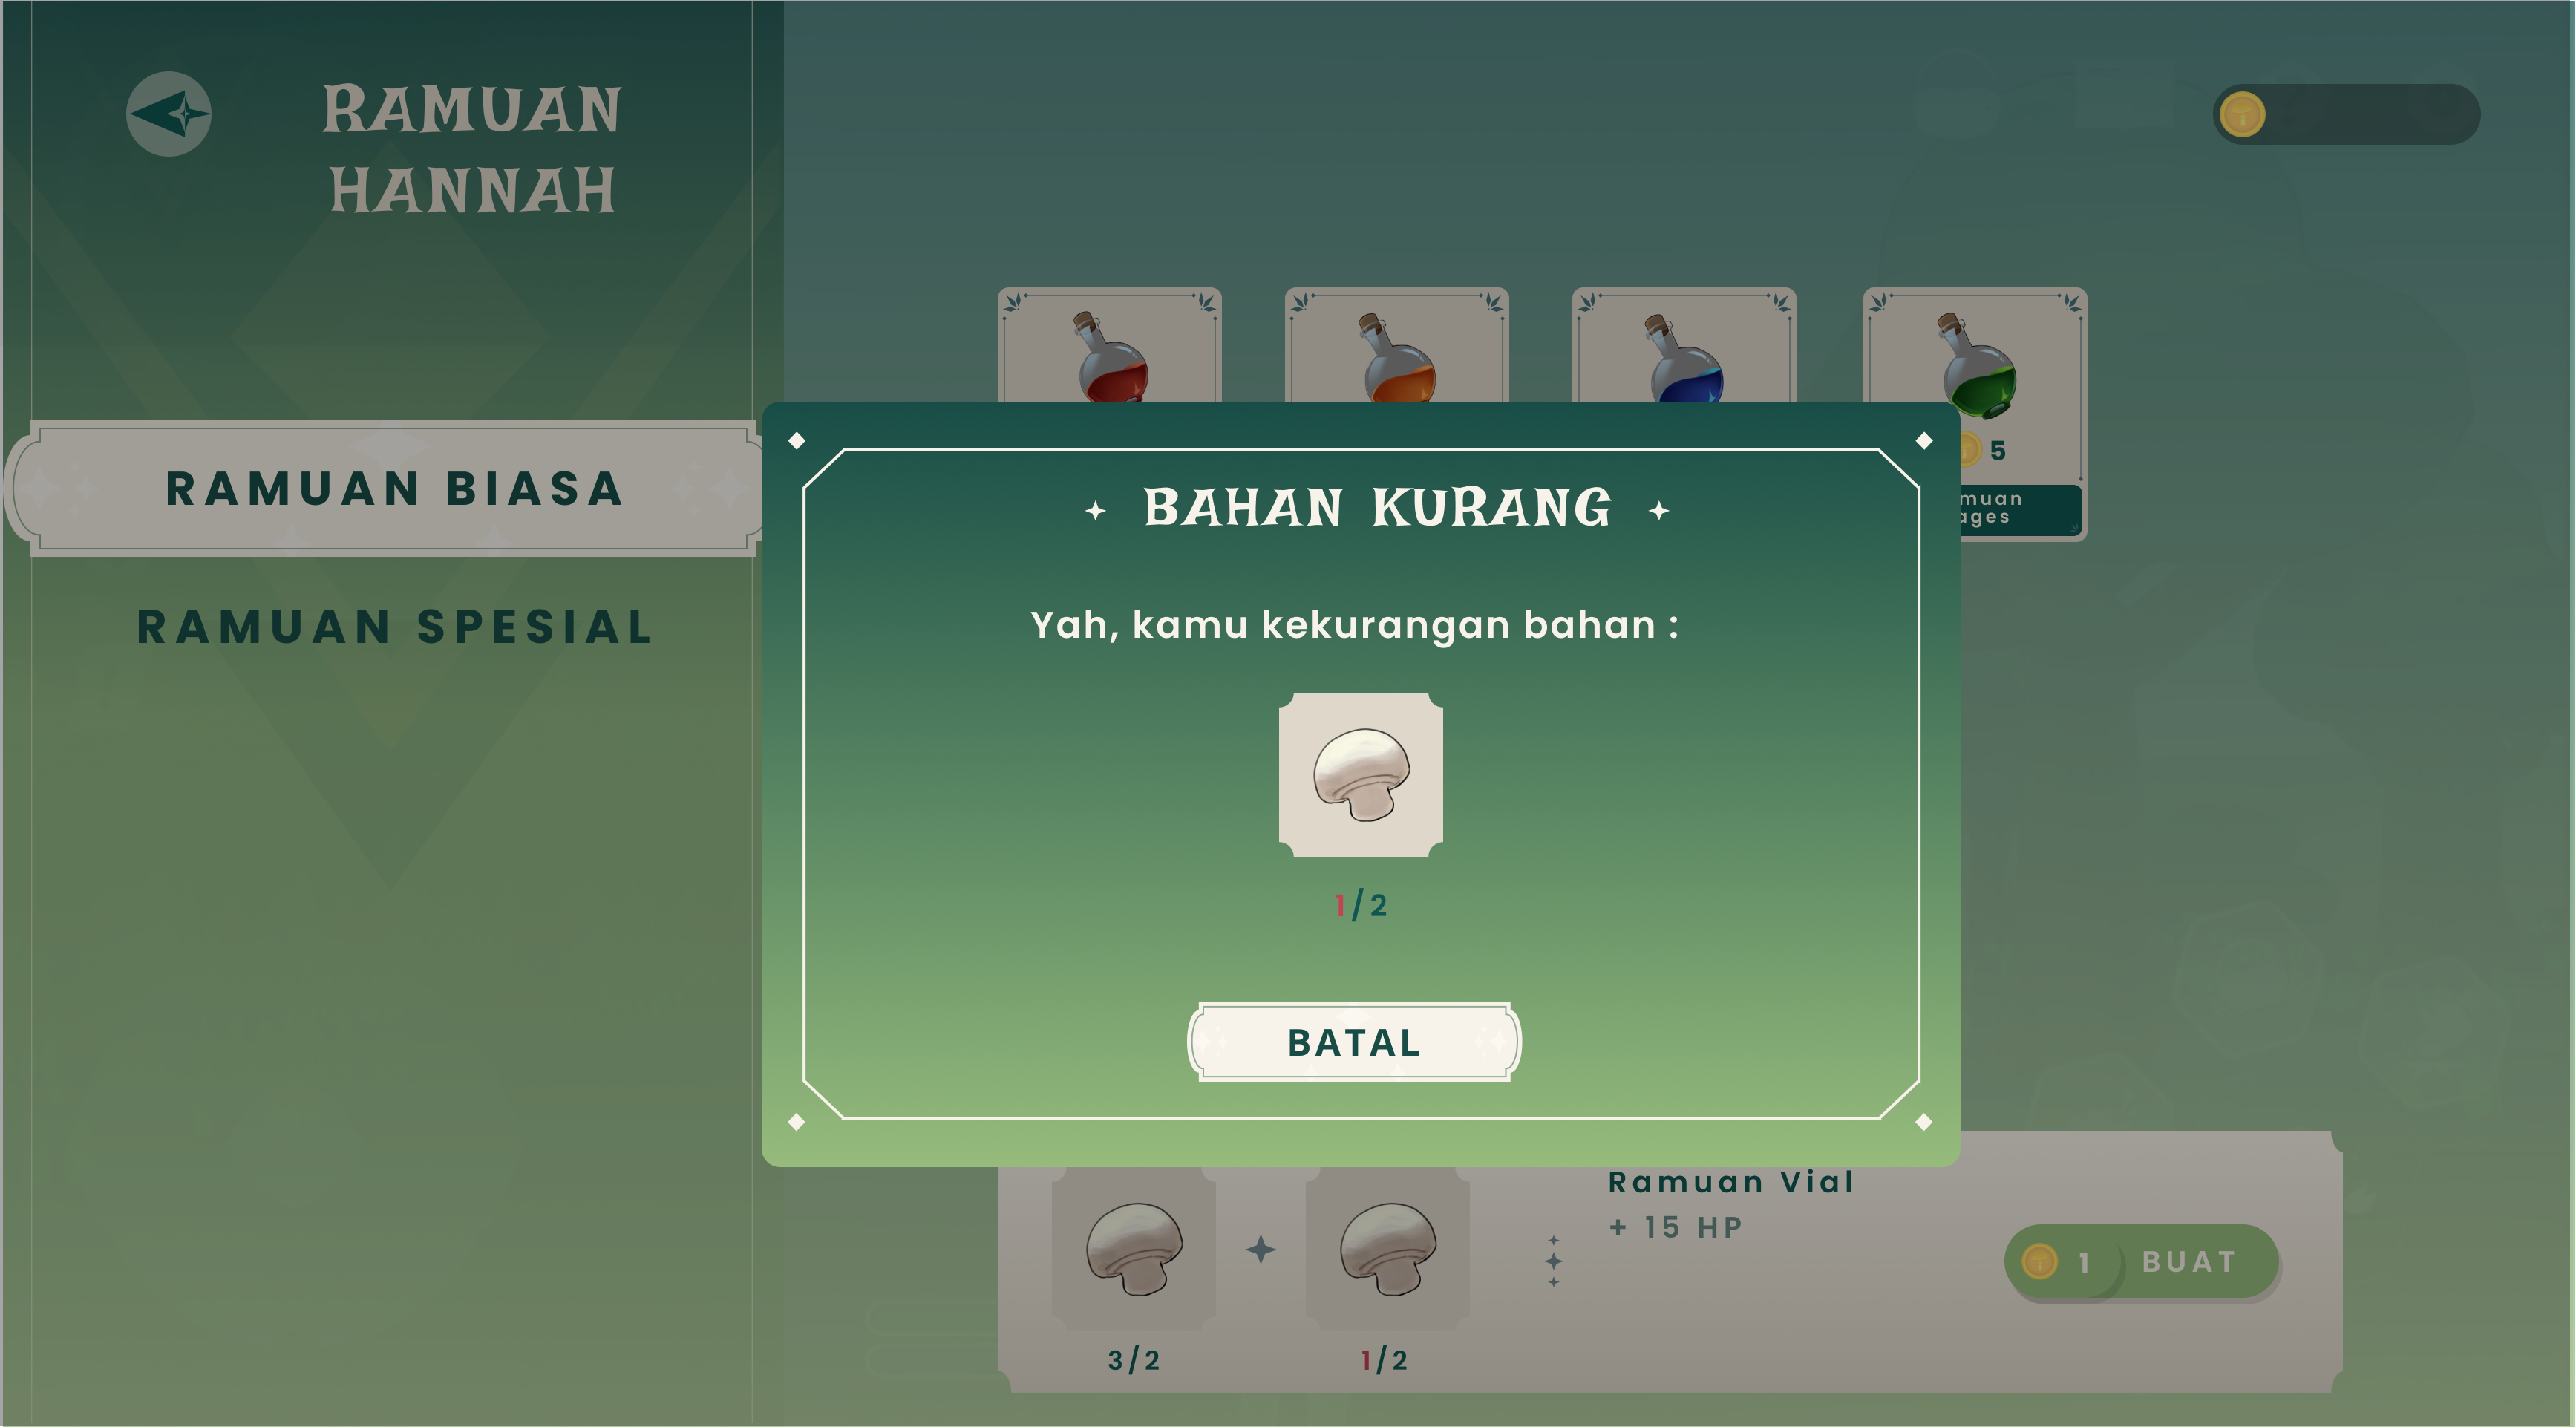 RAMUAN
HANNAH
RAMUAN BIASA
RAMUAN SPESIAL
5
BAHAN KURANG
Yah, kamu kekurangan bahan :
1/2
BATAL
Ramuan Vial
+ 15 HP
1 BUAT
3/2
1/2